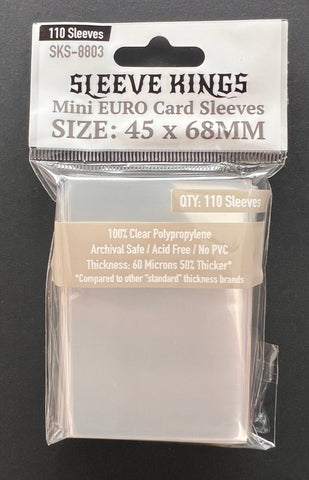 110 Sleeves
SKS-8803
SLEEVE KINGS
Mini EURO Card Sleeves
SIZE: 45 x 68MM
QTY: 110 Sleeves
100% Clear Polypropylene
Archival Safe / Acid Free / No PVC
Thickness: 60 Microns 50% Thicker*
*Compared to other "standard" thickness brands